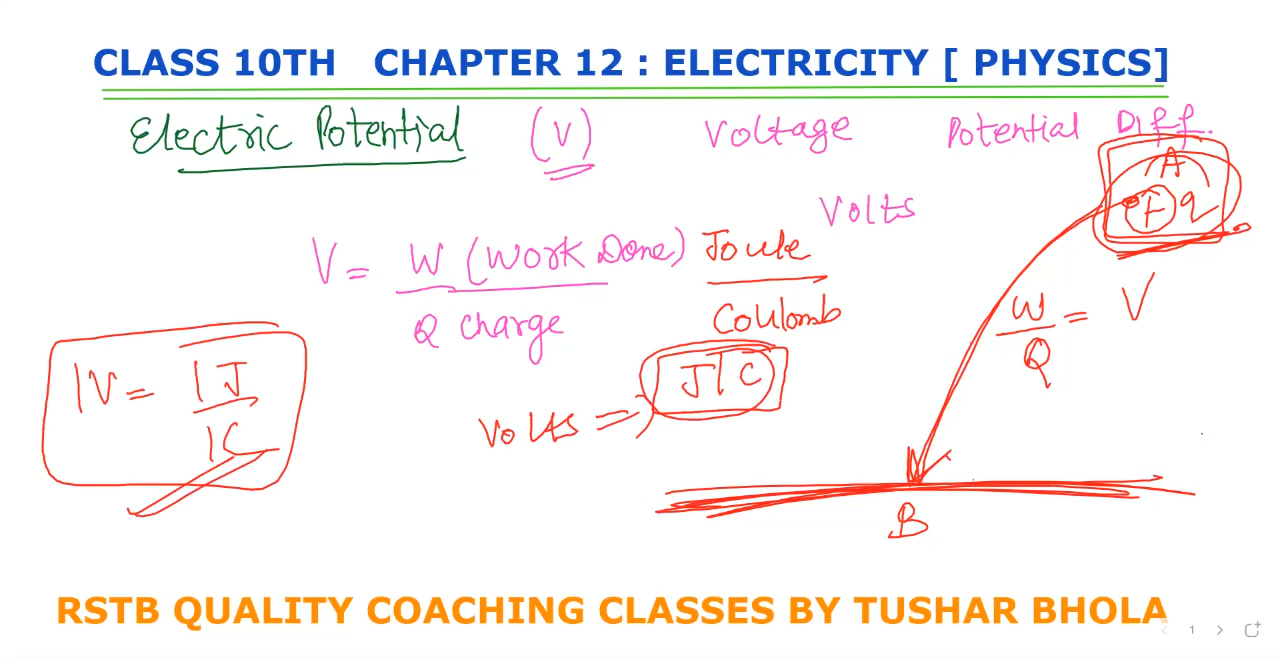 CLASS 10TH CHAPTER 12 : ELECTRICITY [ PHYSICS]
Electric Potential (V) Voltage Potential Diff.
A
+ q
Volts
V = W (Work Done) Joule
Q Charge Coulomb
W = V
Q
1V = 1J
1C
Volts => J/C
B
RSTB QUALITY COACHING CLASSES BY TUSHAR BHOLA
1